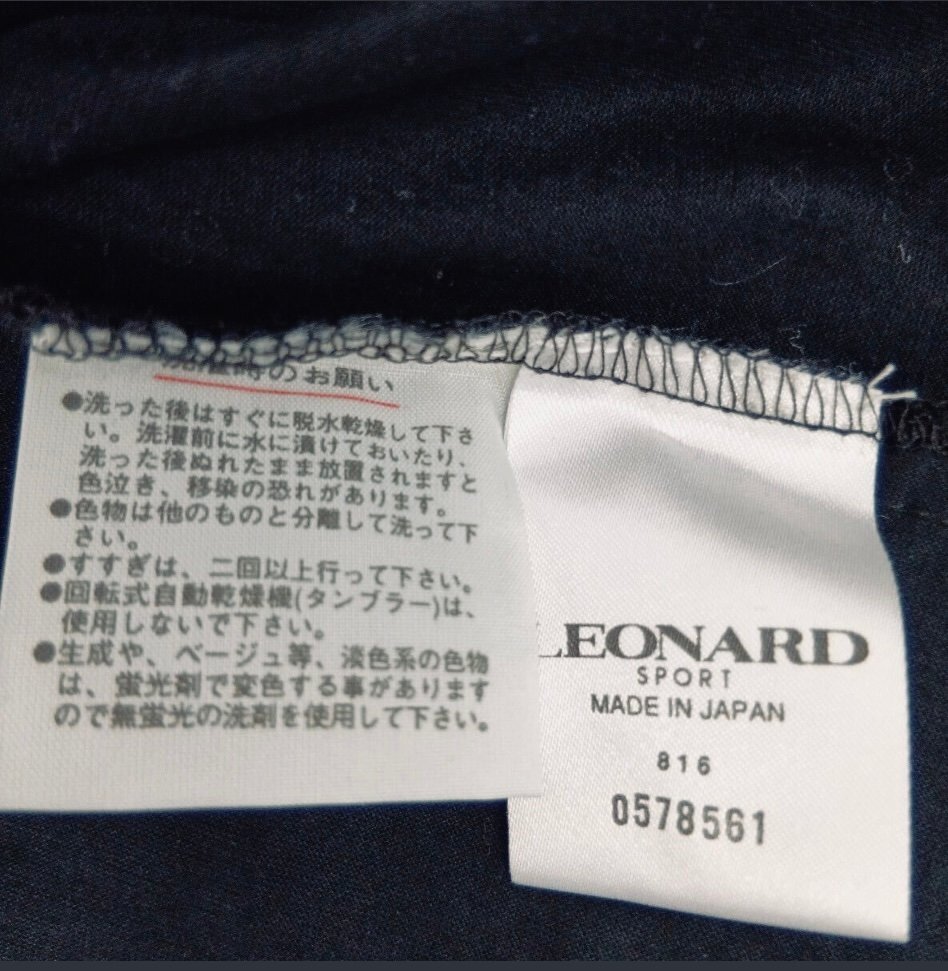 洗濯時のお願い
●洗った後はすぐに脱水乾燥して下さ
い。洗濯前に水に漬けておいたり、
洗った後ぬれたまま放置されますと
色泣き、移染の恐れがあります。
●色物は他のものと分離して洗って下
さい。
●すすぎは、二回以上行って下さい。
●回転式自動乾燥機(タンブラー)は、
使用しないで下さい。
●生成や、ベージュ等、淡色系の色物
は、蛍光剤で変色する事があります
ので無蛍光の洗剤を使用して下さい。
LEONARD
SPORT
MADE IN JAPAN
816
0578561